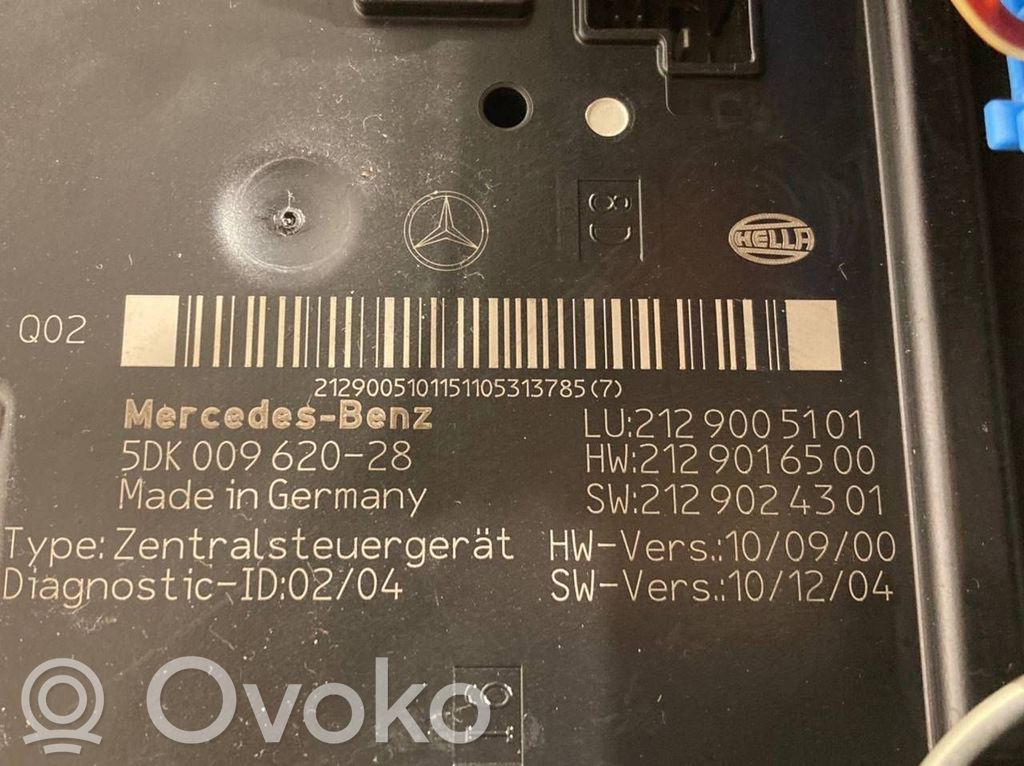 6D
HELLA
Q02
2129005101151105313785(7)
Mercedes-Benz
LU:212 900 51 01
5DK 009 620-28
HW:212 901 65 00
Made in Germany
SW:212 902 43 01
Type: Zentralsteuergerät
HW-Vers.:10/09/00
Diagnostic-ID:02/04
SW-Vers.:10/12/04
Ovoko